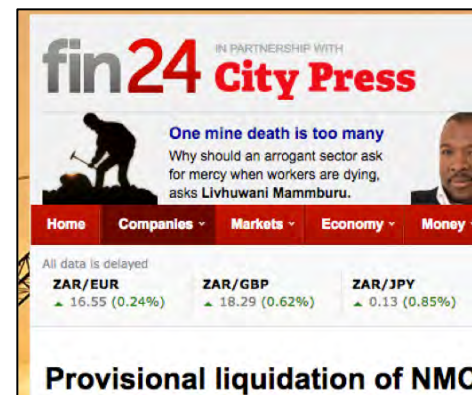 fin24 IN PARTNERSHIP WITH
City Press
One mine death is too many
Why should an arrogant sector ask
for mercy when workers are dying,
asks Livhuwani Mammburu.
Home Companies Markets Economy Money
All data is delayed
ZAR/EUR ZAR/GBP ZAR/JPY
16.55 (0.24%) 18.29 (0.62%) 0.13 (0.85%)
Provisional liquidation of NMC